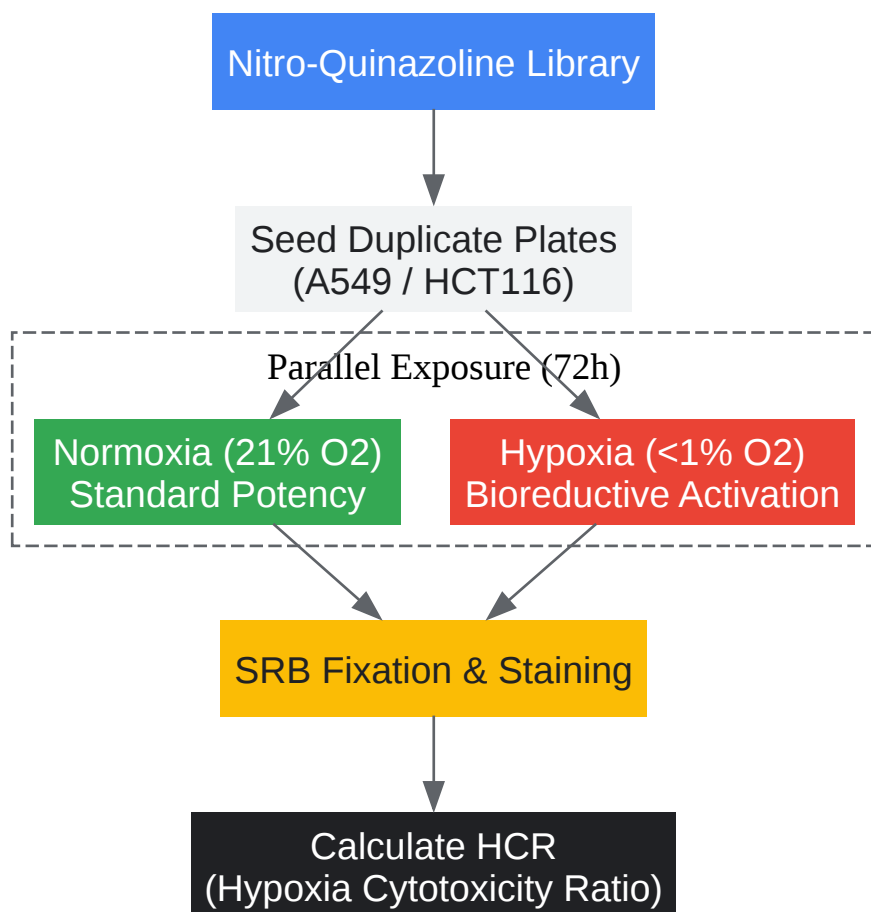 Nitro-Quinazoline Library
Seed Duplicate Plates
(A549 / HCT116)
Parallel Exposure (72h)
Normoxia (21% O2)
Standard Potency
Hypoxia (<1% O2)
Bioreductive Activation
SRB Fixation & Staining
Calculate HCR
(Hypoxia Cytotoxicity Ratio)